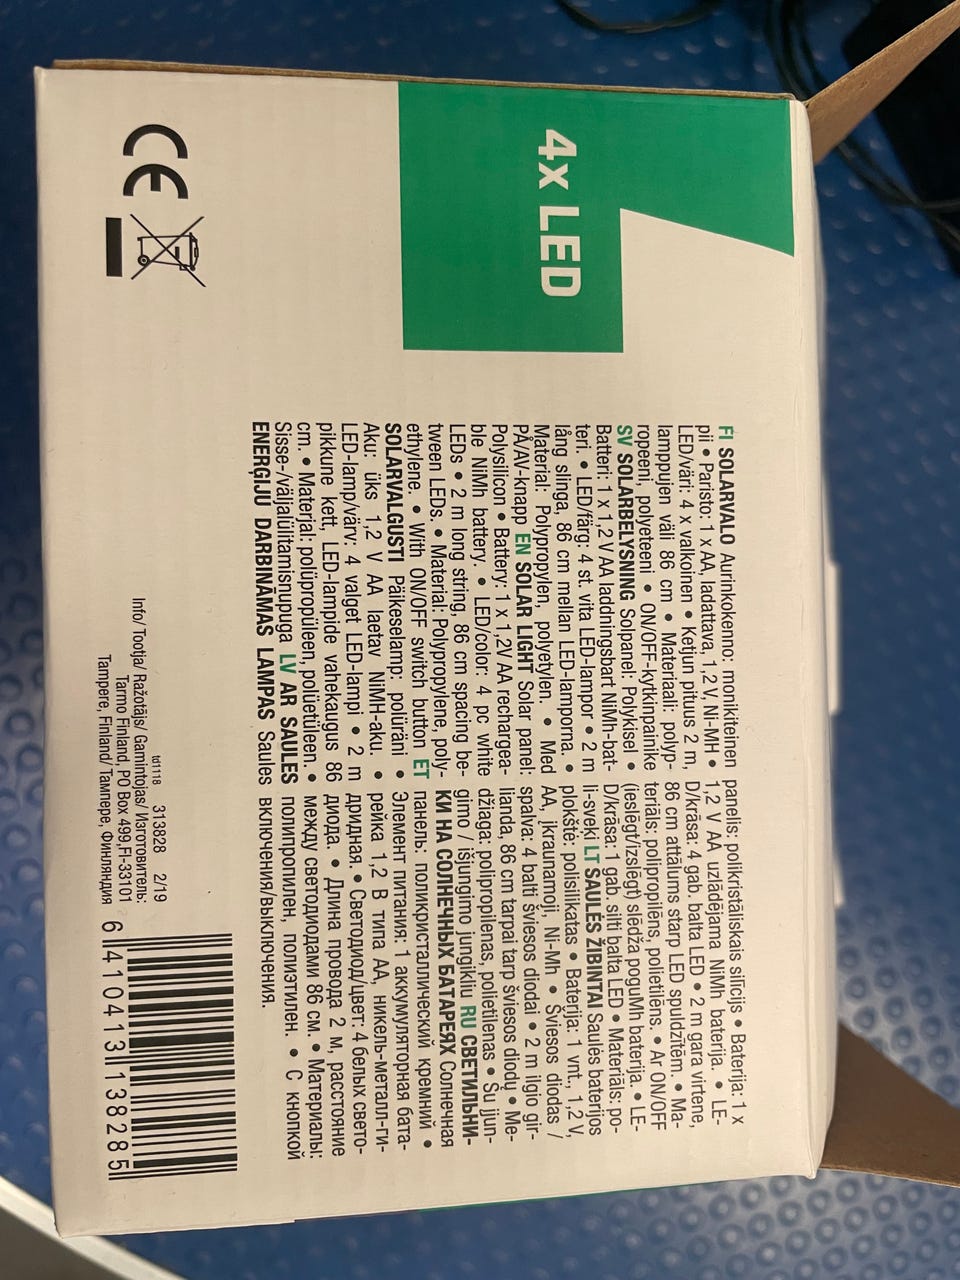 4x LED
FI SOLARVALO Aurinkokenno: monikiteinen
pii • Paristo: 1 x AA, ladattava, 1,2 V, Ni-MH •
LED/väri: 4 x valkoinen • Ketjun pituus 2 m,
lamppujen väli 86 cm • Materiaali: polyp-
ropeeni, polyeteeni • ON/OFF-kytkinpainike
SV SOLARBELYSNING Solpanel: Polykisel •
Batteri: 1 x 1,2 V AA laddningsbart NiMh-bat-
teri. • LED/färg: 4 st. vita LED-lampor • 2 m
lång slinga, 86 cm mellan LED-lamporna. •
Material: Polypropylen, polyetylen. • Med
PÅ/AV-knapp EN SOLAR LIGHT Solar panel:
Polysilicon • Battery: 1 x 1,2V AA rechargea-
ble NiMh battery. • LED/color: 4 pc white
LEDs • 2 m long string, 86 cm spacing be-
tween LEDs. • Material: Polypropylene, poly-
ethylene. • With ON/OFF switch button ET
SOLARVALGUSTI Päikeselamp: polüräni •
Aku: üks 1,2 V AA laetav NiMH-aku. •
LED-lamp/värv: 4 valget LED-lampi • 2 m
pikkune kett, LED-lampide vahekaugus 86
cm. • Materjal: polüpropüleen, polüetüleen. •
Sisse-/väljalülitamisnupuga LV AR SAULES
ENERĢIJU DARBINĀMAS LAMPAS Saules
panelis: polikristāliskais silīcijs • Baterija: 1 x
1,2 V AA uzlādējama NiMh baterija. • LE-
D/krāsa: 4 gab. balta LED • 2 m gara virtene,
86 cm attālums starp LED spuldzītēm. • Ma-
teriāls: polipropilēns, polietilēns. • Ar ON/OFF
(ieslēgt/izslēgt) slēdža poguMh baterija. • LE-
D/krāsa: 1 gab. silti balta LED • Materiāls: po-
li-sveķi LT SAULĖS ŽIBINTAI Saulės baterijos
plokštė: polisilikatas • Baterija: 1 vnt., 1,2 V,
AA, įkraunamoji, Ni-Mh • Šviesos diodas /
spalva: 4 balti šviesos diodai • 2 m ilgio gir-
lianda, 86 cm tarpai tarp šviesos diodų • Me-
džiaga: polipropilenas, polietilenas • Su įjun-
gimo / išjungimo jungikliu RU СВЕТИЛЬНИ-
КИ НА СОЛНЕЧНЫХ БАТАРЕЯХ Солнечная
панель: поликристаллический кремний •
Элемент питания: 1 аккумуляторная бата-
рейка 1,2 В типа АА, никель-металл-ги-
дридная. • Светодиод/цвет: 4 белых свето-
диода. • Длина провода 2 м, расстояние
между светодиодами 86 см. • Материалы:
полипропилен, полиэтилен. • С кнопкой
включения/выключения.
CE
td1118 313828 2/19
Info/ Tootja/ Ražotājs/ Gamintojas/ Изготовитель:
Tarmo Finland, PO Box 499,FI-33101
Tampere, Finland/ Тампере, Финляндия
6 410413 138285